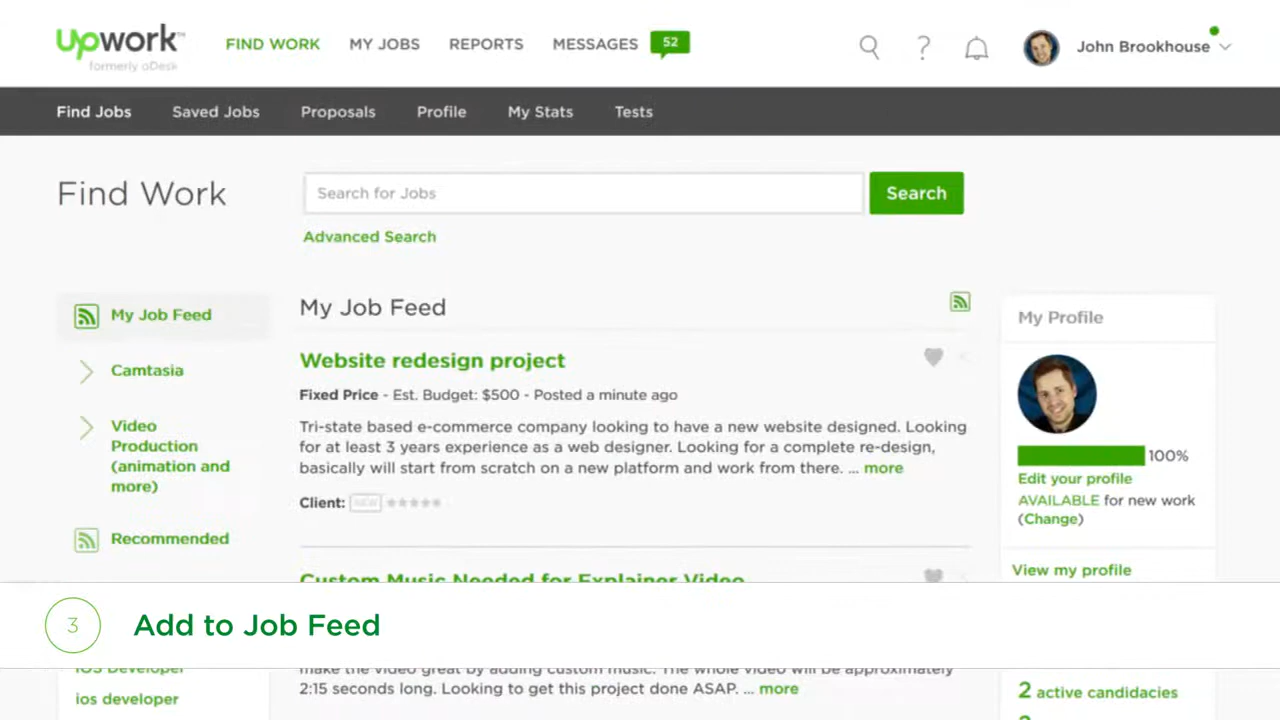 Upwork™
formerly oDesk
FIND WORK
MY JOBS
REPORTS
MESSAGES
52
?
John Brookhouse
Find Jobs
Saved Jobs
Proposals
Profile
My Stats
Tests
Find Work
Search for Jobs
Search
Advanced Search
My Job Feed
Camtasia
Video
Production
(animation and
more)
Recommended
iOS Developer
ios developer
My Job Feed
Website redesign project
Fixed Price - Est. Budget: $500 - Posted a minute ago
Tri-state based e-commerce company looking to have a new website designed. Looking
for at least 3 years experience as a web designer. Looking for a complete re-design,
basically will start from scratch on a new platform and work from there. ... more
Client: NEW
Custom Music Needed for Explainer Video
make the video great by adding custom music. The whole video will be approximately
2:15 seconds long. Looking to get this project done ASAP. ... more
My Profile
100%
Edit your profile
AVAILABLE for new work
(Change)
View my profile
2 active candidacies
3
Add to Job Feed